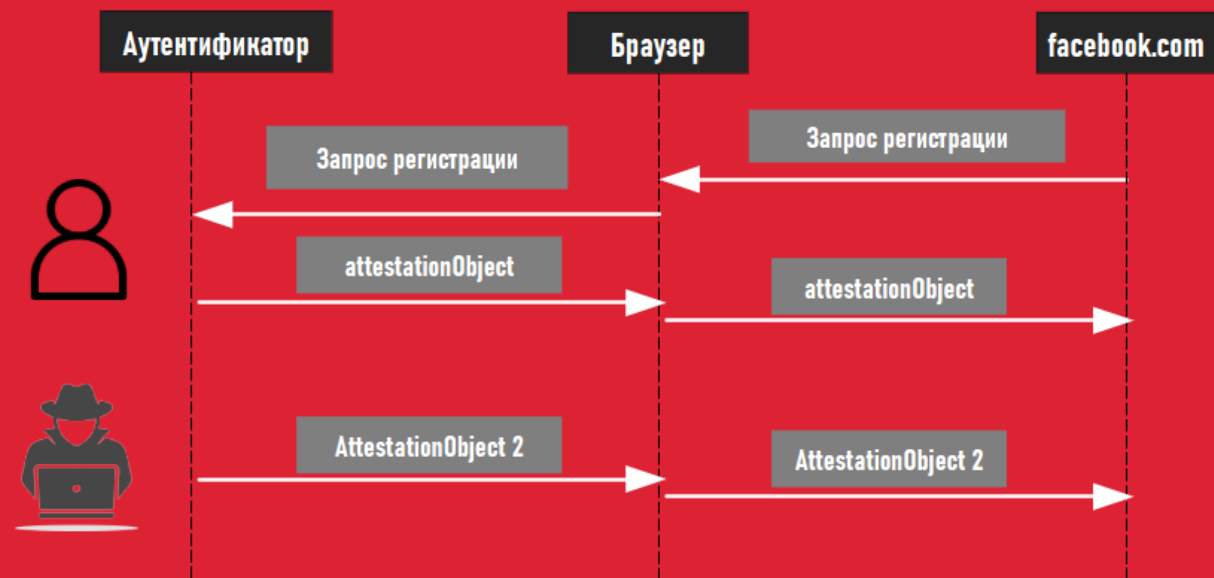 Аутентификатор
Браузер
facebook.com
Запрос регистрации
Запрос регистрации
attestationObject
attestationObject
AttestationObject 2
AttestationObject 2